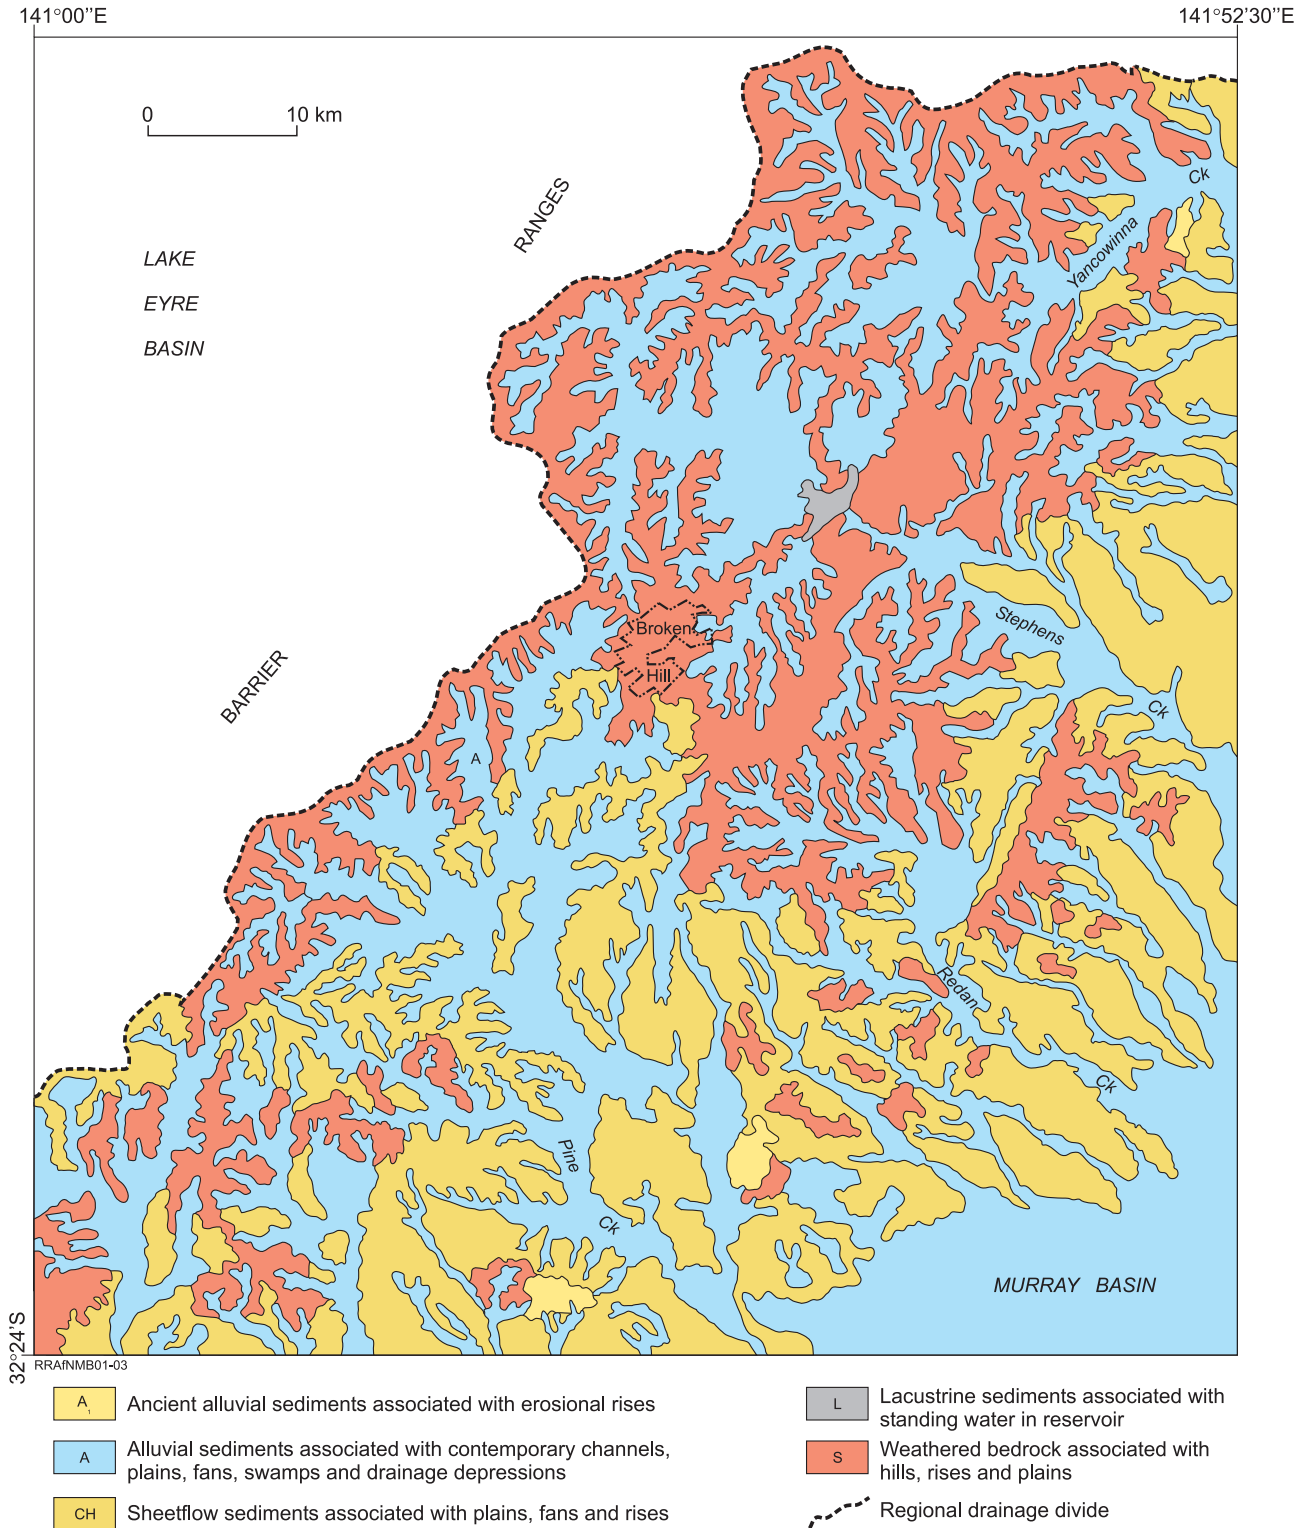 141°00’’E
141°52’30’’E
0
10 km
RANGES
Ck
LAKE
EYRE
BASIN
Yancowinna
Stephens
Broken
Hill
BARRIER
Ck
A
Redan
Ck
Pine
Ck
MURRAY BASIN
32°24’S
RRAfNMB01-03
A1 Ancient alluvial sediments associated with erosional rises
L Lacustrine sediments associated with
standing water in reservoir
A Alluvial sediments associated with contemporary channels,
plains, fans, swamps and drainage depressions
S Weathered bedrock associated with
hills, rises and plains
CH Sheetflow sediments associated with plains, fans and rises
Regional drainage divide